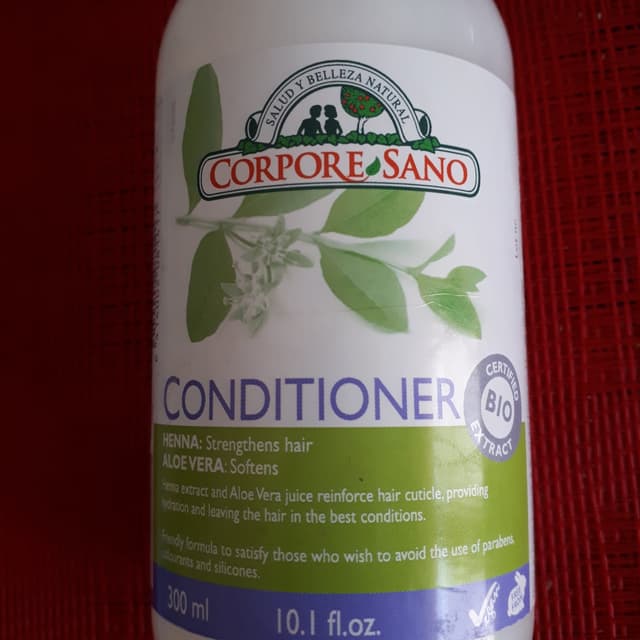 SALUD Y BELLEZA NATURAL
CORPORE SANO
CONDITIONER
CERTIFIED
BIO
EXTRACT
HENNA: Strengthens hair
ALOE VERA: Softens
Henna extract and Aloe Vera juice reinforce hair cuticle, providing
hydration and leaving the hair in the best conditions.
Friendly formula to satisfy those who wish to avoid the use of parabens,
colourants and silicones.
300 ml
10.1 fl.oz.